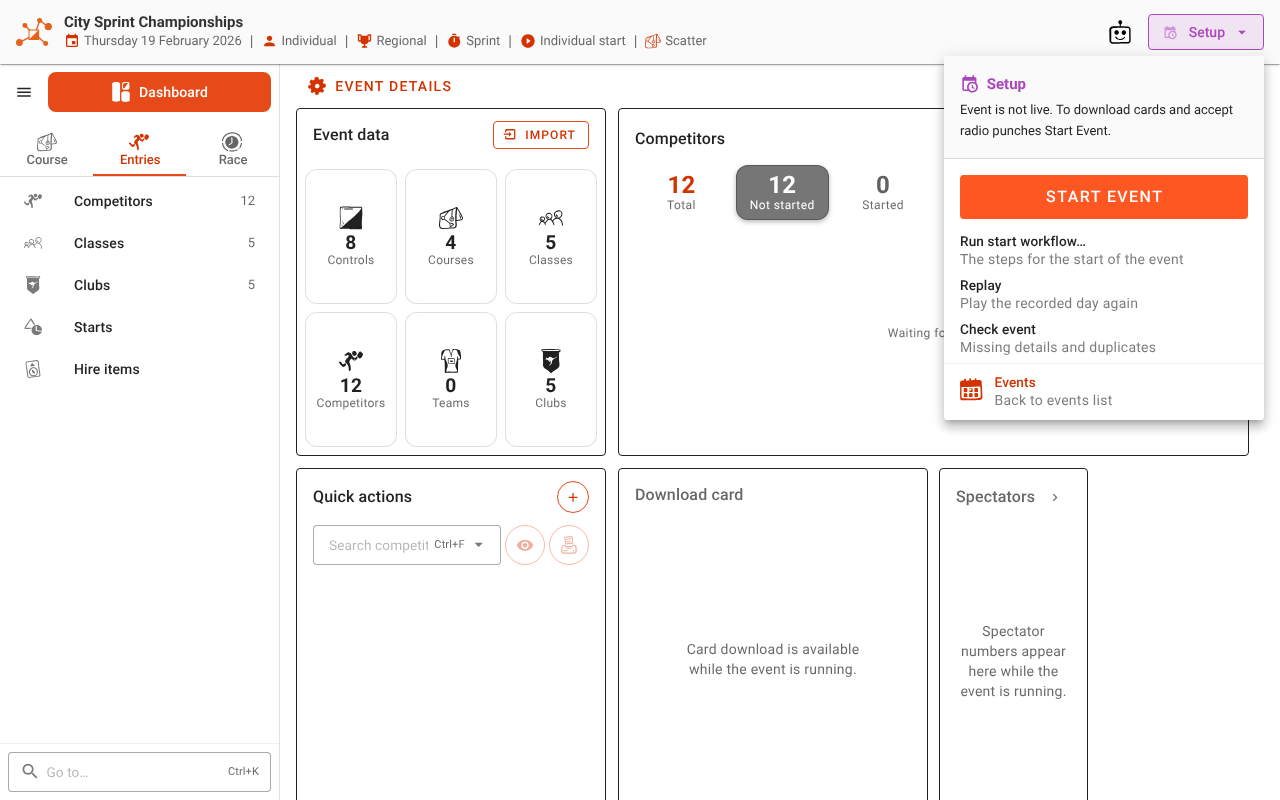 City Sprint Championships
Thursday 19 February 2026 | Individual | Regional | Sprint | Individual start | Scatter
Setup
Dashboard
Course
Entries
Race
Competitors 12
Classes 5
Clubs 5
Starts
Hire items
Go to… Ctrl+K
EVENT DETAILS
Event data
IMPORT
8
Controls
4
Courses
5
Classes
12
Competitors
0
Teams
5
Clubs
Competitors
12
Total
12
Not started
0
Started
Waiting fo
Setup
Event is not live. To download cards and accept
radio punches Start Event.
START EVENT
Run start workflow…
The steps for the start of the event
Replay
Play the recorded day again
Check event
Missing details and duplicates
Events
Back to events list
Quick actions
Search competit Ctrl+F
Download card
Card download is available
while the event is running.
Spectators
Spectator
numbers appear
here while the
event is running.